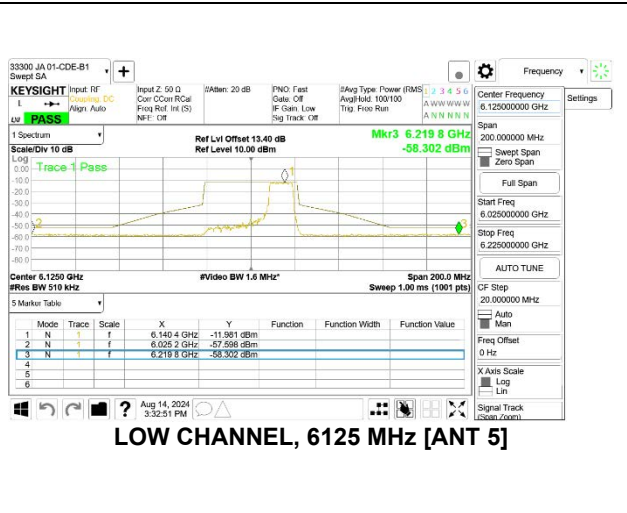 33300 JA 01-CDE-B1
Swept SA
Frequency
Settings
KEYSIGHT
Input: RF
Coupling: DC
Align: Auto
Input Z: 50 Ω
Corr CCorr RCal
Freq Ref: Int (S)
NFE: Off
#Atten: 20 dB
PNO: Fast
Gate: Off
IF Gain: Low
Sig Track: Off
#Avg Type: Power (RMS
Avg|Hold: 100/100
Trig: Free Run
1 2 3 4 5 6
A W W W W W
A N N N N N
L
PASS
1 Spectrum
Scale/Div 10 dB
Ref Lvl Offset 13.40 dB
Ref Level 10.00 dBm
Mkr3 6.219 8 GHz
-58.302 dBm
Log
Trace 1 Pass
0.00
-10.0
-20.0
-30.0
-40.0
-50.0
-60.0
-70.0
-80.0
1
2
3
Center 6.1250 GHz
#Res BW 510 kHz
#Video BW 1.6 MHz*
Span 200.0 MHz
Sweep 1.00 ms (1001 pts)
5 Marker Table
Mode Trace Scale X Y Function Function Width Function Value
1 N 1 f 6.140 4 GHz -11.981 dBm
2 N 1 f 6.025 2 GHz -57.598 dBm
3 N 1 f 6.219 8 GHz -58.302 dBm
4
5
6
Aug 14, 2024
3:32:51 PM
Center Frequency
6.125000000 GHz
Span
200.000000 MHz
Swept Span
Zero Span
Full Span
Start Freq
6.025000000 GHz
Stop Freq
6.225000000 GHz
AUTO TUNE
CF Step
20.000000 MHz
Auto
Man
Freq Offset
0 Hz
X Axis Scale
Log
Lin
Signal Track
(Span Zoom)
LOW CHANNEL, 6125 MHz [ANT 5]